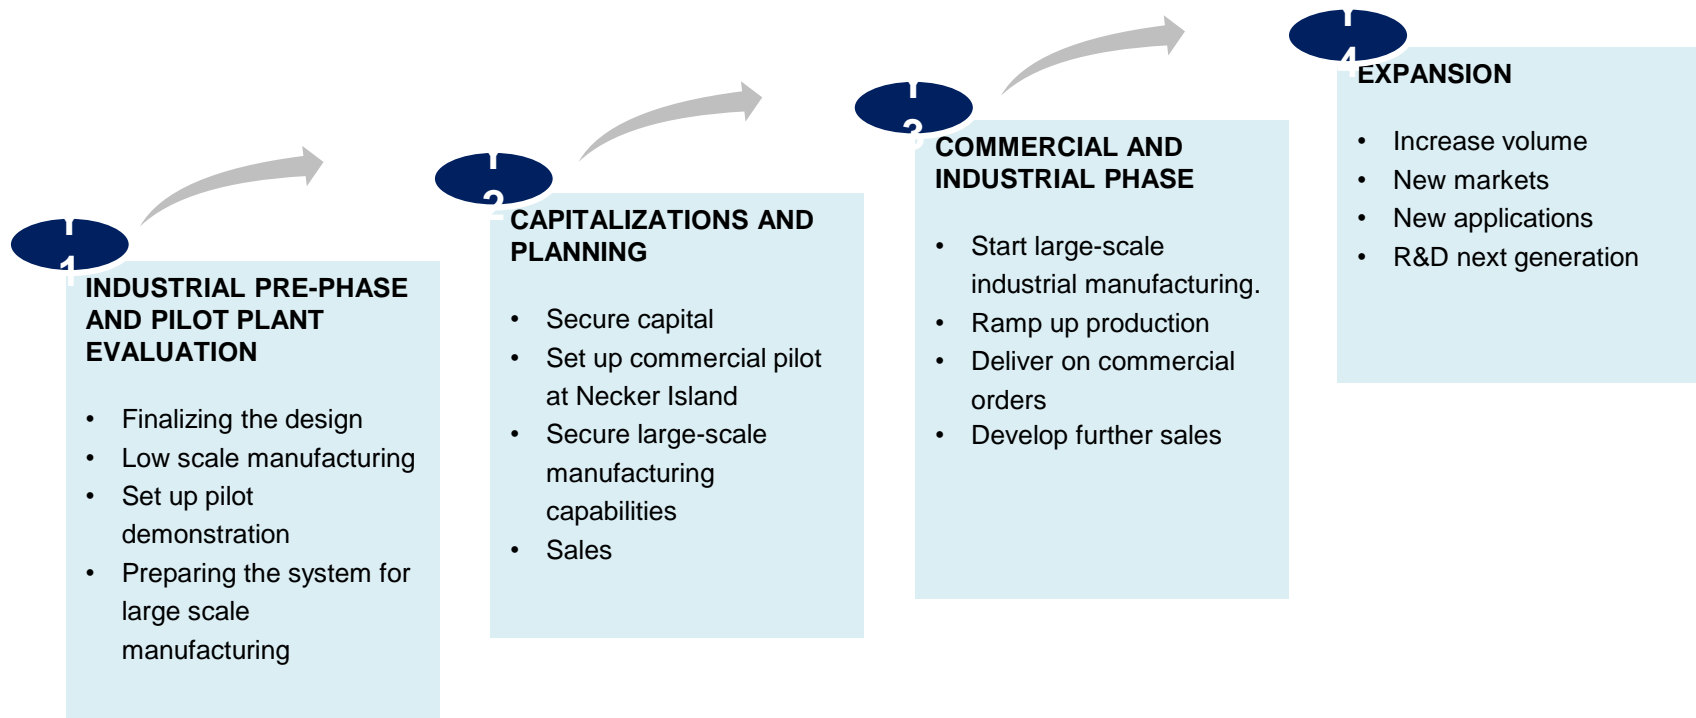 1
INDUSTRIAL PRE-PHASE
AND PILOT PLANT
EVALUATION
• Finalizing the design
• Low scale manufacturing
• Set up pilot
demonstration
• Preparing the system for
large scale
manufacturing
2
CAPITALIZATIONS AND
PLANNING
• Secure capital
• Set up commercial pilot
at Necker Island
• Secure large-scale
manufacturing
capabilities
• Sales
3
COMMERCIAL AND
INDUSTRIAL PHASE
• Start large-scale
industrial manufacturing.
• Ramp up production
• Deliver on commercial
orders
• Develop further sales
4
EXPANSION
• Increase volume
• New markets
• New applications
• R&D next generation